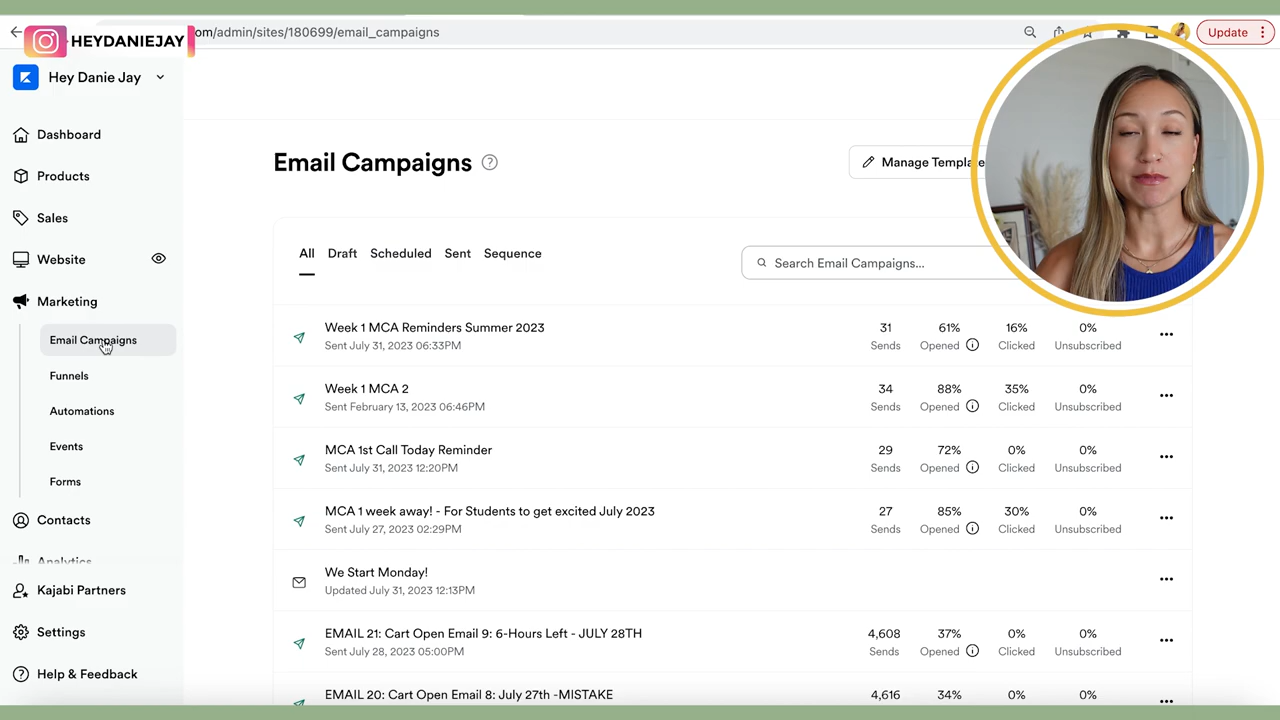 om/admin/sites/180699/email_campaigns
Update
HEYDANIEJAY
Hey Danie Jay
Dashboard
Products
Sales
Website
Marketing
Email Campaigns
Funnels
Automations
Events
Forms
Contacts
Analytics
Kajabi Partners
Settings
Help & Feedback
Email Campaigns ?
Manage Template
All Draft Scheduled Sent Sequence
Search Email Campaigns...
Week 1 MCA Reminders Summer 2023 31 61% 16% 0%
Sent July 31, 2023 06:33PM Sends Opened Clicked Unsubscribed
Week 1 MCA 2 34 88% 35% 0%
Sent February 13, 2023 06:46PM Sends Opened Clicked Unsubscribed
MCA 1st Call Today Reminder 29 72% 0% 0%
Sent July 31, 2023 12:20PM Sends Opened Clicked Unsubscribed
MCA 1 week away! - For Students to get excited July 2023 27 85% 30% 0%
Sent July 27, 2023 02:29PM Sends Opened Clicked Unsubscribed
We Start Monday!
Updated July 31, 2023 12:13PM
EMAIL 21: Cart Open Email 9: 6-Hours Left - JULY 28TH 4,608 37% 0% 0%
Sent July 28, 2023 05:00PM Sends Opened Clicked Unsubscribed
EMAIL 20: Cart Open Email 8: July 27th -MISTAKE 4,616 34% 0% 0%